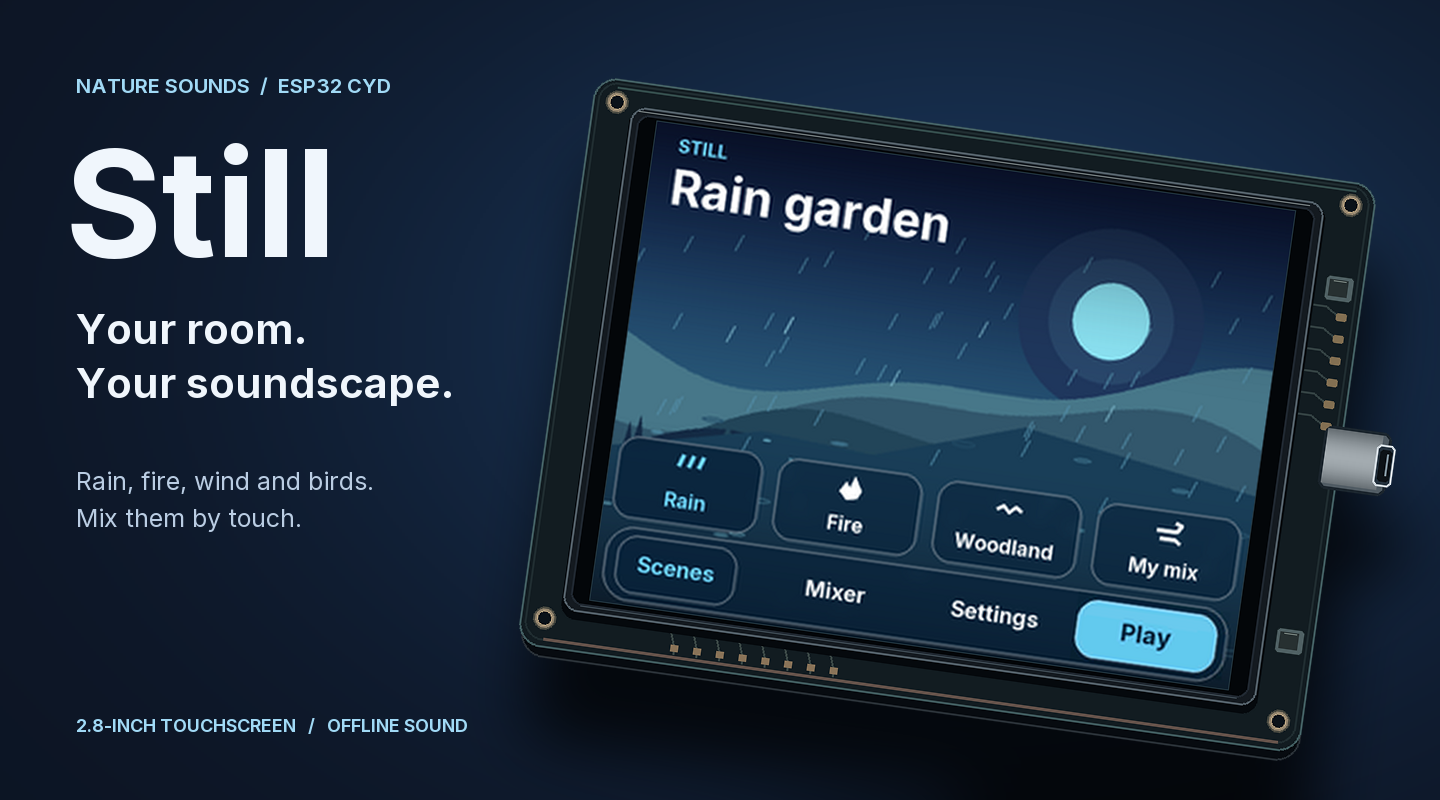 NATURE SOUNDS / ESP32 CYD
Still
Your room.
Your soundscape.
Rain, fire, wind and birds.
Mix them by touch.
2.8-INCH TOUCHSCREEN / OFFLINE SOUND
STILL
Rain garden
Rain
Fire
Woodland
My mix
Scenes
Mixer
Settings
Play